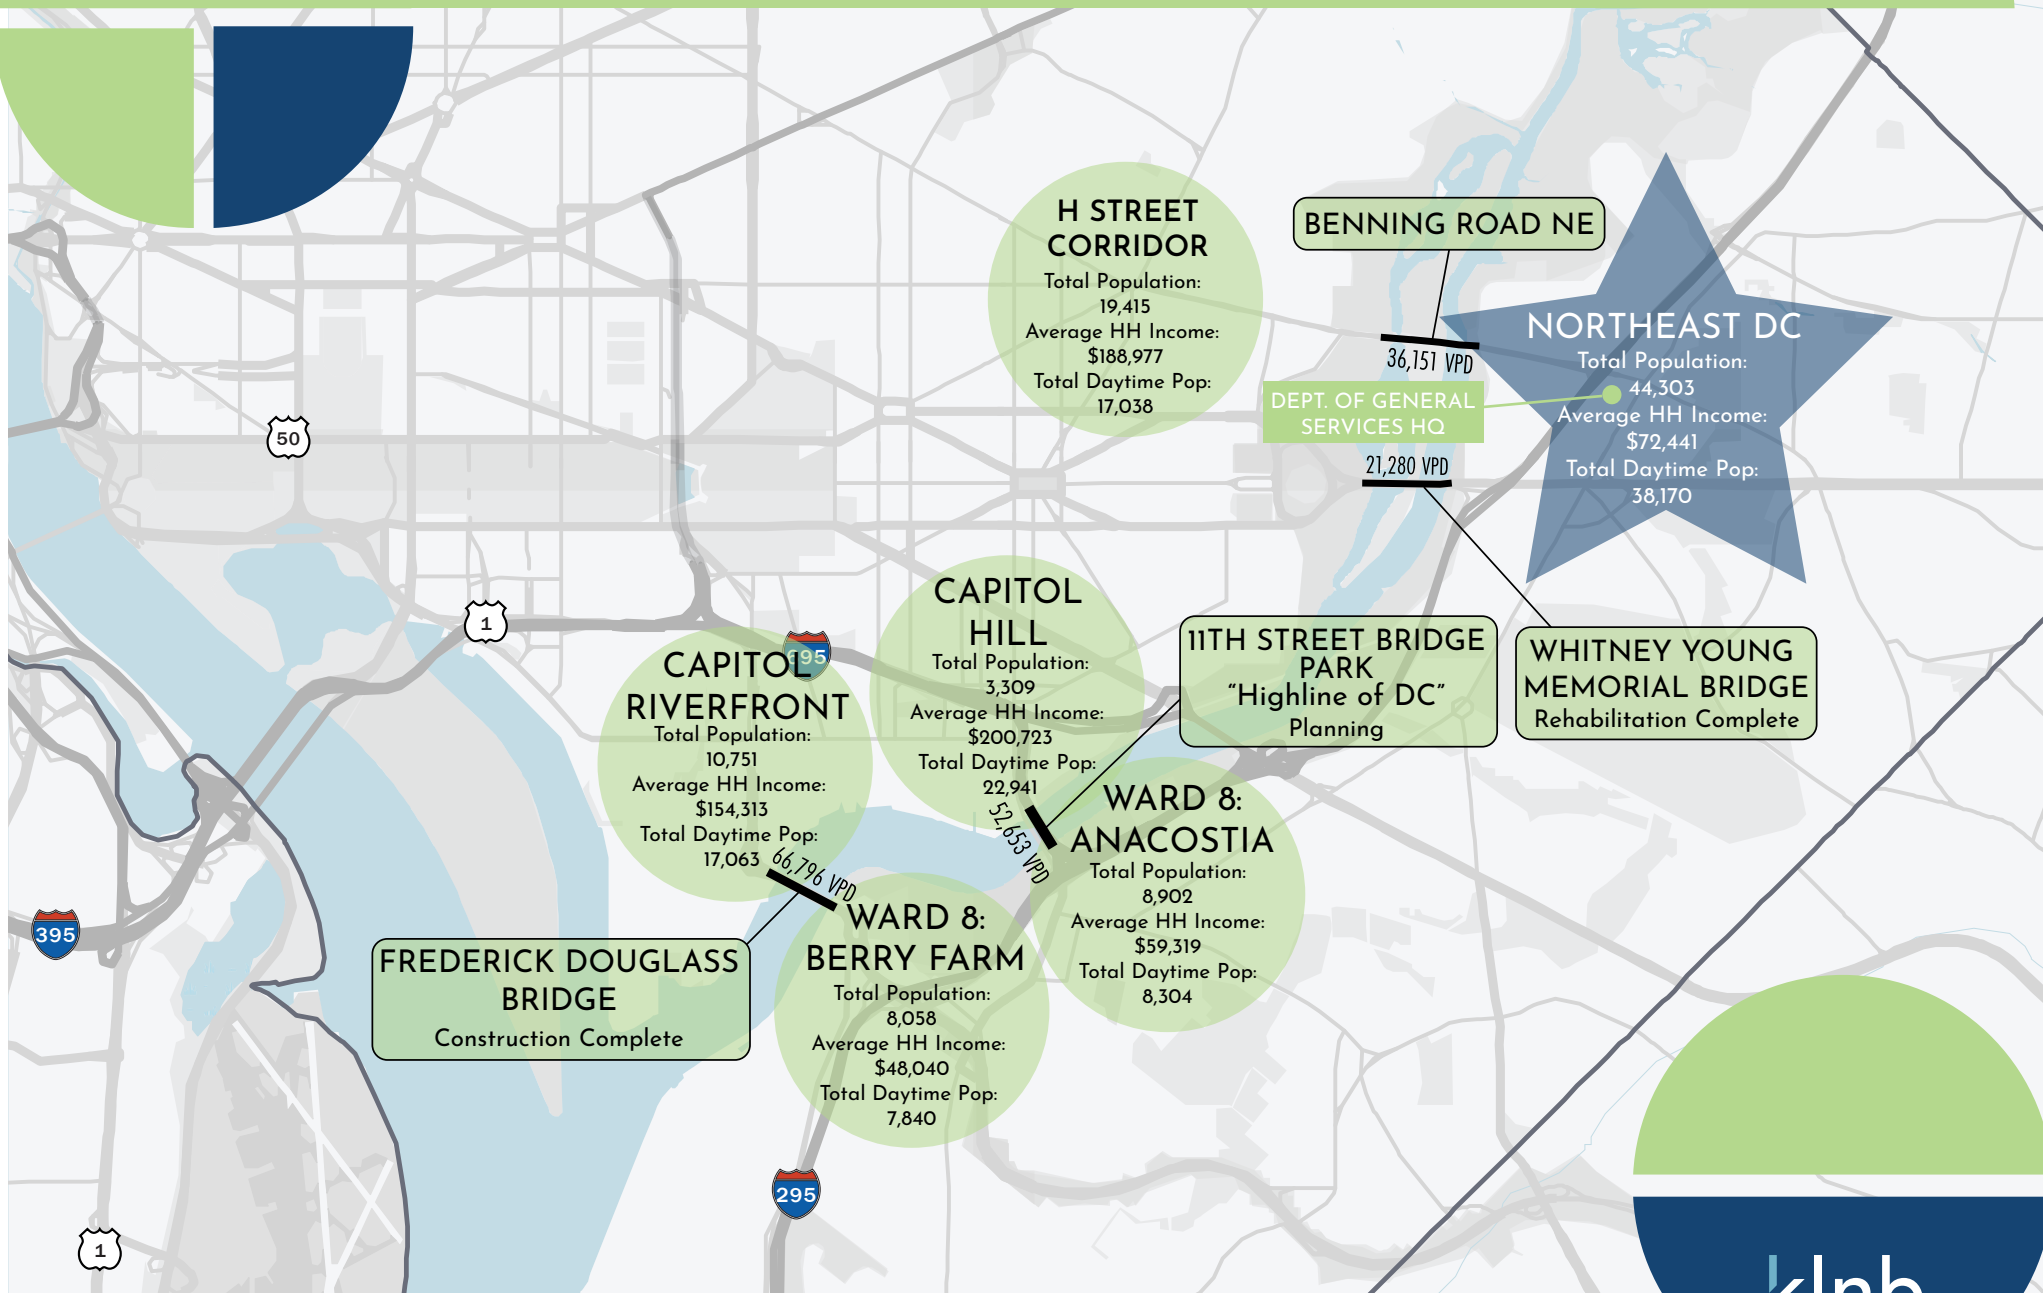 H STREET
CORRIDOR
Total Population:
19,415
Average HH Income:
$188,977
Total Daytime Pop:
17,038
BENNING ROAD NE
36,151 VPD
NORTHEAST DC
Total Population:
44,303
Average HH Income:
$72,441
Total Daytime Pop:
38,170
DEPT. OF GENERAL
SERVICES HQ
21,280 VPD
50
1
695
CAPITOL
HILL
Total Population:
3,309
Average HH Income:
$200,723
Total Daytime Pop:
22,941
11TH STREET BRIDGE
PARK
“Highline of DC”
Planning
WHITNEY YOUNG
MEMORIAL BRIDGE
Rehabilitation Complete
CAPITOL
RIVERFRONT
Total Population:
10,751
Average HH Income:
$154,313
Total Daytime Pop:
17,063
66,796 VPD
52,653 VPD
WARD 8:
ANACOSTIA
Total Population:
8,902
Average HH Income:
$59,319
Total Daytime Pop:
8,304
WARD 8:
BERRY FARM
Total Population:
8,058
Average HH Income:
$48,040
Total Daytime Pop:
7,840
395
FREDERICK DOUGLASS
BRIDGE
Construction Complete
295
1
klnb